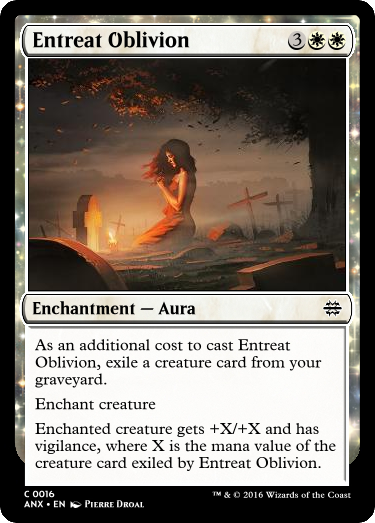 Entreat Oblivion 3
Enchantment — Aura
As an additional cost to cast Entreat
Oblivion, exile a creature card from your
graveyard.
Enchant creature
Enchanted creature gets +X/+X and has
vigilance, where X is the mana value of the
creature card exiled by Entreat Oblivion.
C 0016
ANX • EN Pierre Droal
™ & © 2016 Wizards of the Coast